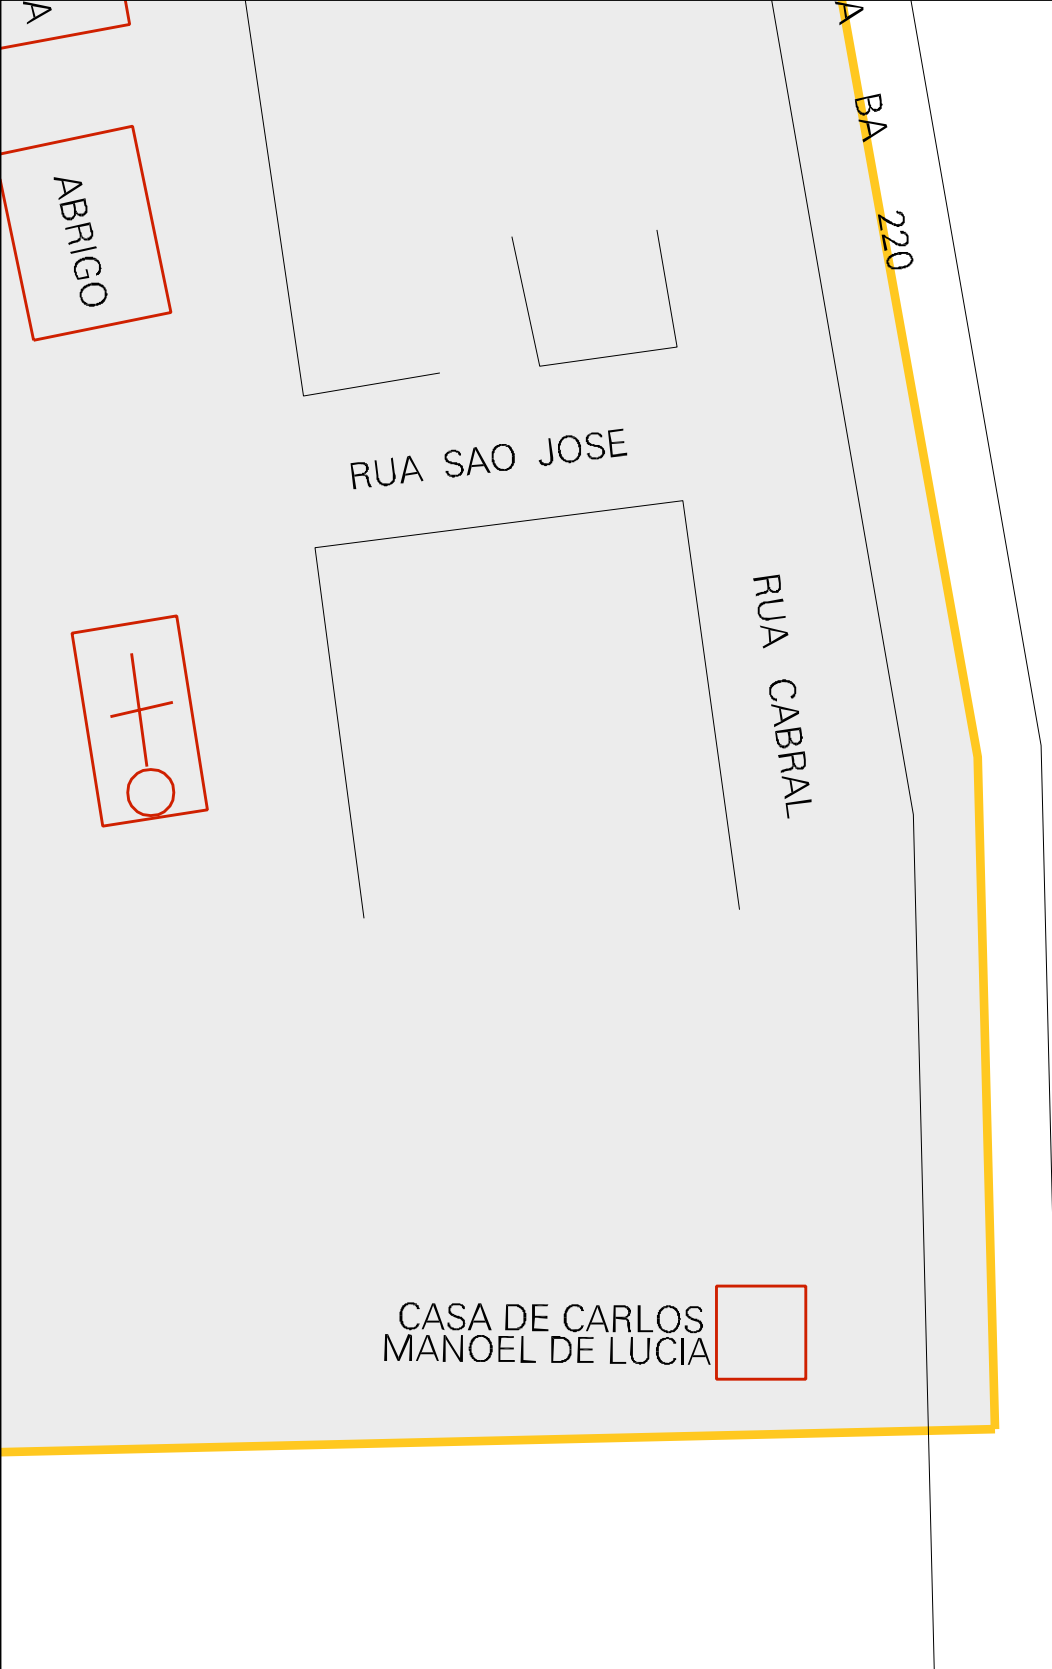 A
A
BA 220
ABRIGO
RUA SAO JOSE
RUA CABRAL
CASA DE CARLOS
MANOEL DE LUCIA